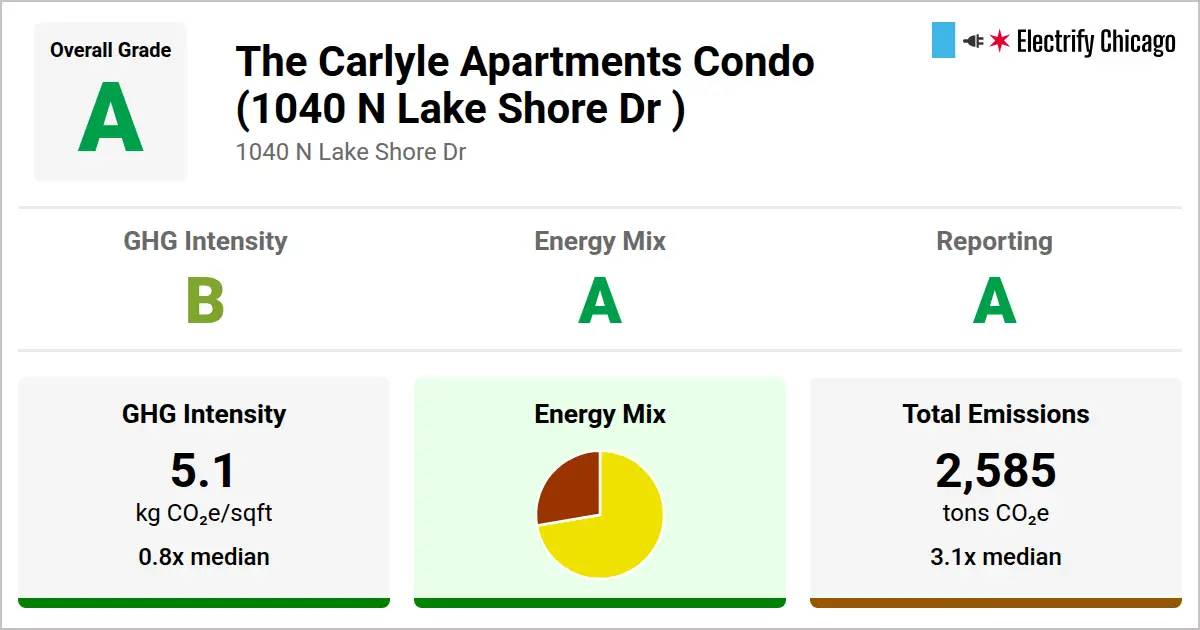 Overall Grade
A
The Carlyle Apartments Condo
(1040 N Lake Shore Dr )
1040 N Lake Shore Dr
Electrify Chicago
GHG Intensity
B
Energy Mix
A
Reporting
A
GHG Intensity
5.1
kg CO₂e/sqft
0.8x median
Energy Mix
Total Emissions
2,585
tons CO₂e
3.1x median